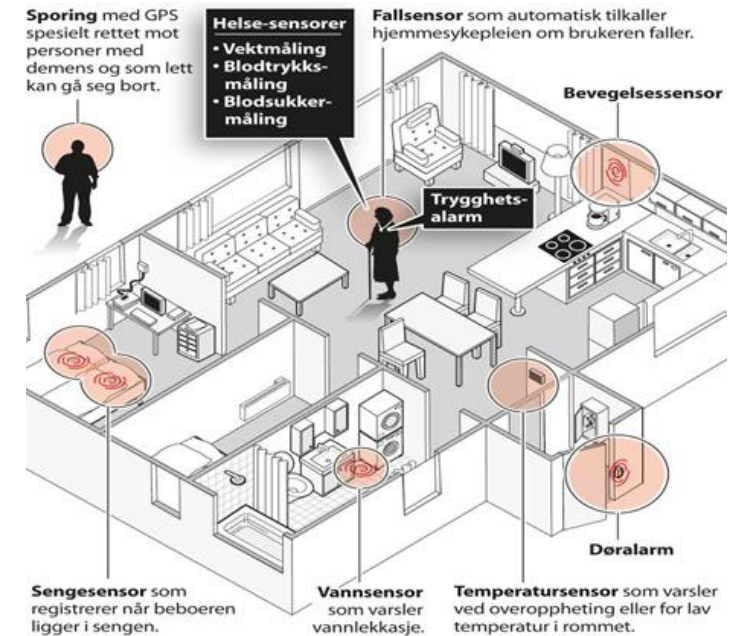 Sporing med GPS
spesielt rettet mot
personer med
demens og som lett
kan gå seg bort.
Helse-sensorer
• Vektmåling
• Blodtrykks-
måling
• Blodsukker-
måling
Fallsensor som automatisk tilkaller
hjemmesykepleien om brukeren faller.
Bevegelsessensor
Trygghets-
alarm
Døralarm
Sengesensor som
registrerer når beboeren
ligger i sengen.
Vannsensor
som varsler
vannlekkasje.
Temperatursensor som varsler
ved overoppheting eller for lav
temperatur i rommet.